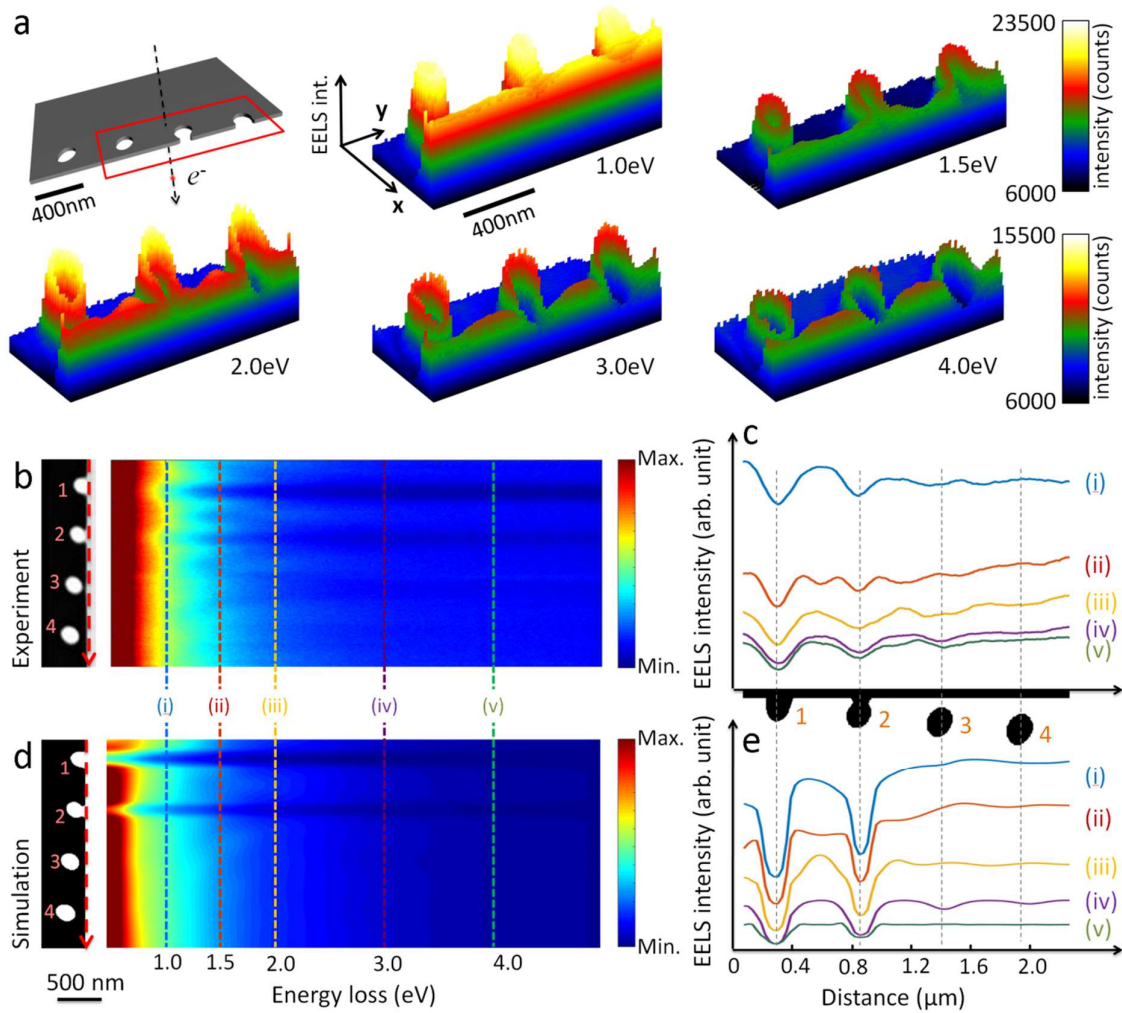 a
e-
400nm
EELS int.
y
x
1.0eV
400nm
1.5eV
23500
6000
intensity (counts)
2.0eV
3.0eV
4.0eV
15500
6000
intensity (counts)
b
Experiment
1
2
3
4
Max.
Min.
(i)
(ii)
(iii)
(iv)
(v)
c
EELS intensity (arb. unit)
(i)
(ii)
(iii)
(iv)
(v)
1
2
3
4
d
Simulation
1
2
3
4
Max.
Min.
500 nm
1.0
1.5
2.0
3.0
4.0
Energy loss (eV)
e
EELS intensity (arb. unit)
(i)
(ii)
(iii)
(iv)
(v)
0
0.4
0.8
1.2
1.6
2.0
Distance (μm)